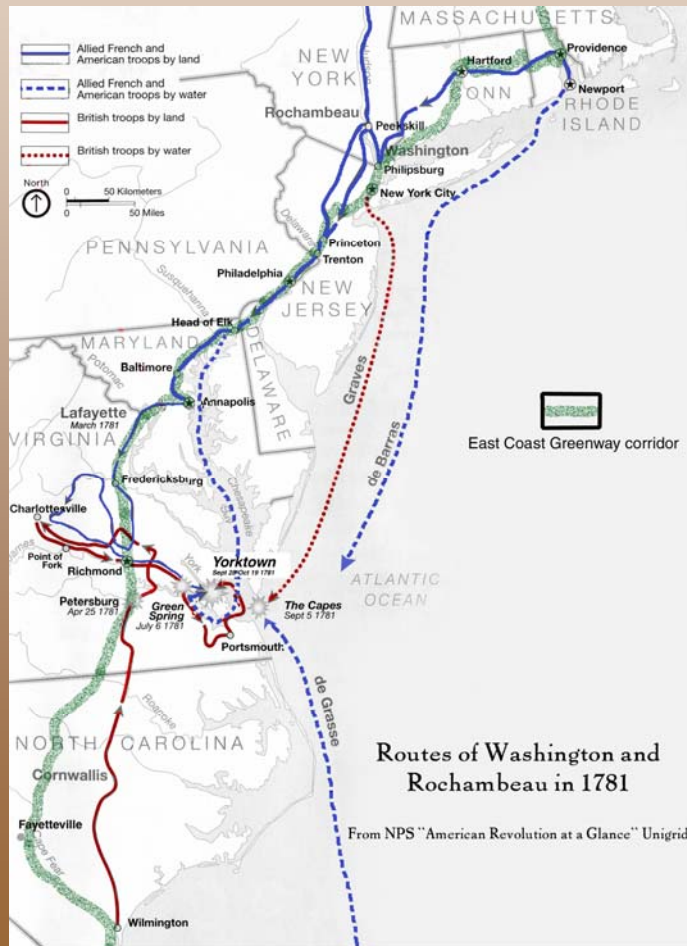 MASSACHUSETTS
Allied French and
American troops by land
Allied French and
American troops by water
British troops by land
British troops by water
North
0 50 Kilometers
0 50 Miles
NEW
YORK
Rochambeau
Peekskill
Hartford
CONN
Providence
Newport
RHODE
ISLAND
Washington
Philipsburg
New York City
Delaware
PENNSYLVANIA
Princeton
Trenton
Philadelphia
NEW
JERSEY
Susquehanna
Head of Elk
MARYLAND
DELAWARE
Baltimore
Potomac
Annapolis
Lafayette
March 1781
VIRGINIA
Graves
de Barras
East Coast Greenway corridor
Fredericksburg
Chesapeake
Bay
Charlottesville
James
Point of
Fork
Richmond
York
Yorktown
Sept 28/Oct 19 1781
ATLANTIC
OCEAN
Petersburg
Apr 25 1781
Green
Spring
July 6 1781
The Capes
Sept 5 1781
Portsmouth
de Grasse
Roanoke
NORTH CAROLINA
Cornwallis
Fayetteville
Cape Fear
Wilmington
Routes of Washington and
Rochambeau in 1781
From NPS "American Revolution at a Glance" Unigrid